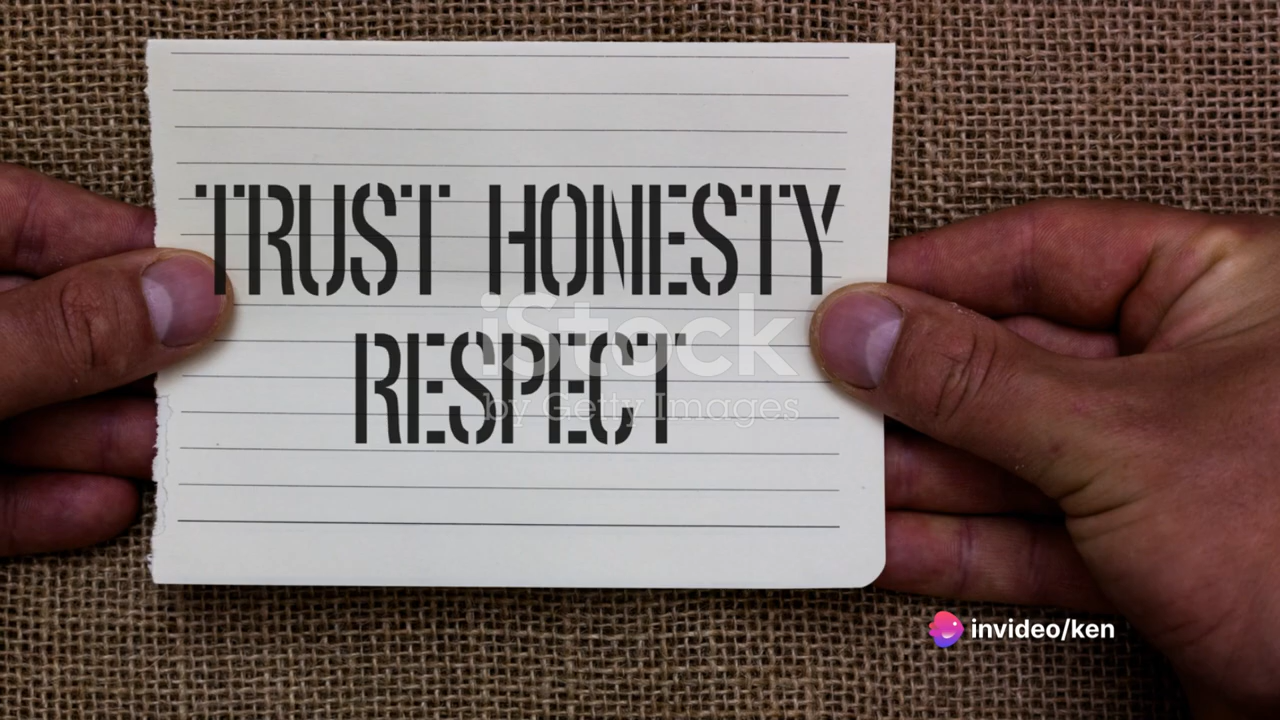 TRUST HONESTY
iStock
RESPECT
by Getty Images
invideo/ken